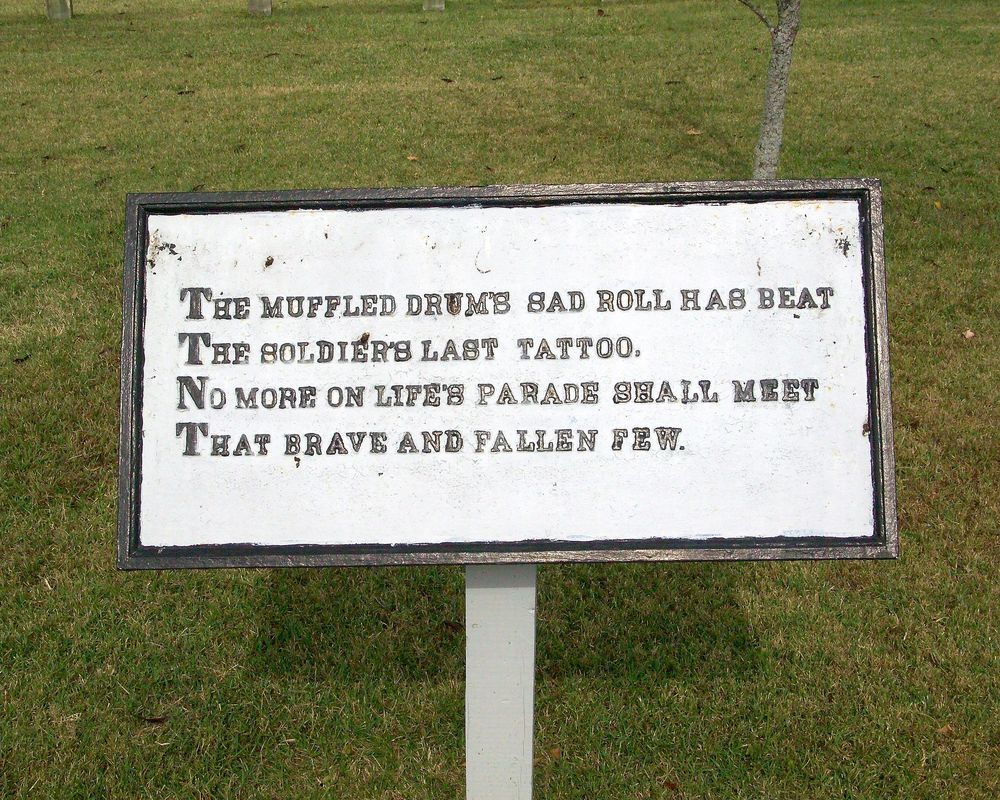 The muffled drum's sad roll has beat
The soldier's last tattoo.
No more on life's parade shall meet
That brave and fallen few.